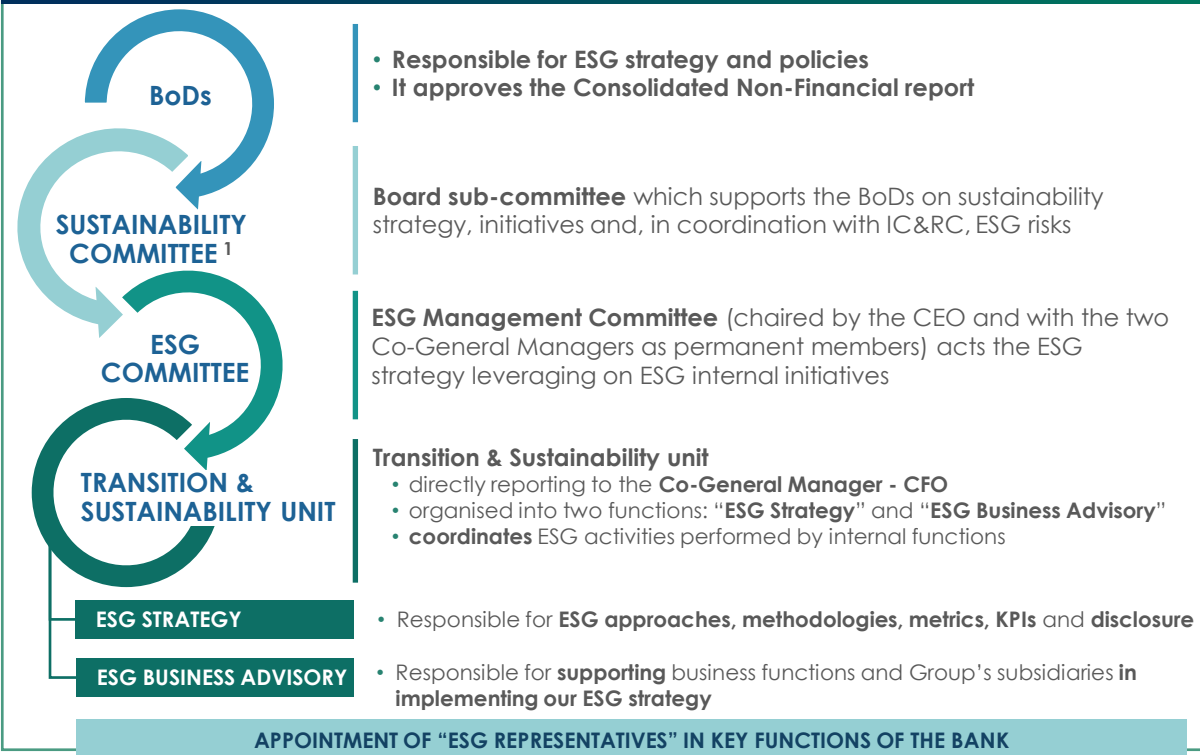 BoDs
• Responsible for ESG strategy and policies
• It approves the Consolidated Non-Financial report
SUSTAINABILITY
COMMITTEE 1
Board sub-committee which supports the BoDs on sustainability
strategy, initiatives and, in coordination with IC&RC, ESG risks
ESG
COMMITTEE
ESG Management Committee (chaired by the CEO and with the two
Co-General Managers as permanent members) acts the ESG
strategy leveraging on ESG internal initiatives
TRANSITION &
SUSTAINABILITY UNIT
Transition & Sustainability unit
• directly reporting to the Co-General Manager - CFO
• organised into two functions: “ESG Strategy” and “ESG Business Advisory”
• coordinates ESG activities performed by internal functions
ESG STRATEGY
• Responsible for ESG approaches, methodologies, metrics, KPIs and disclosure
ESG BUSINESS ADVISORY
• Responsible for supporting business functions and Group’s subsidiaries in
implementing our ESG strategy
APPOINTMENT OF “ESG REPRESENTATIVES” IN KEY FUNCTIONS OF THE BANK